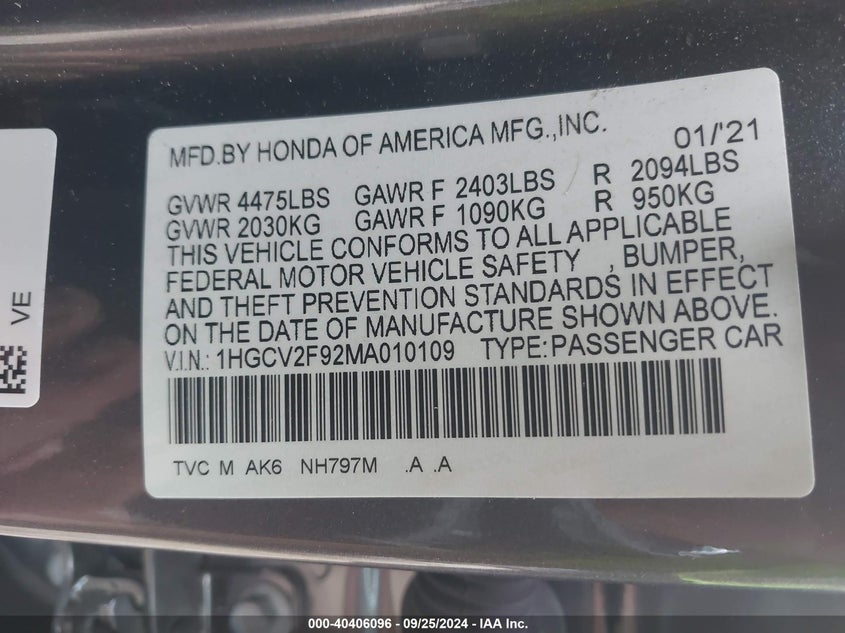 MFD.BY HONDA OF AMERICA MFG.,INC. 01/'21
GVWR 4475LBS GAWR F 2403LBS R 2094LBS
GVWR 2030KG GAWR F 1090KG R 950KG
THIS VEHICLE CONFORMS TO ALL APPLICABLE
FEDERAL MOTOR VEHICLE SAFETY , BUMPER,
AND THEFT PREVENTION STANDARDS IN EFFECT
ON THE DATE OF MANUFACTURE SHOWN ABOVE.
V.I.N.: 1HGCV2F92MA010109 TYPE:PASSENGER CAR
TVC M AK6 NH797M .A .A
VE
000-40406096 - 09/25/2024 - IAA Inc.